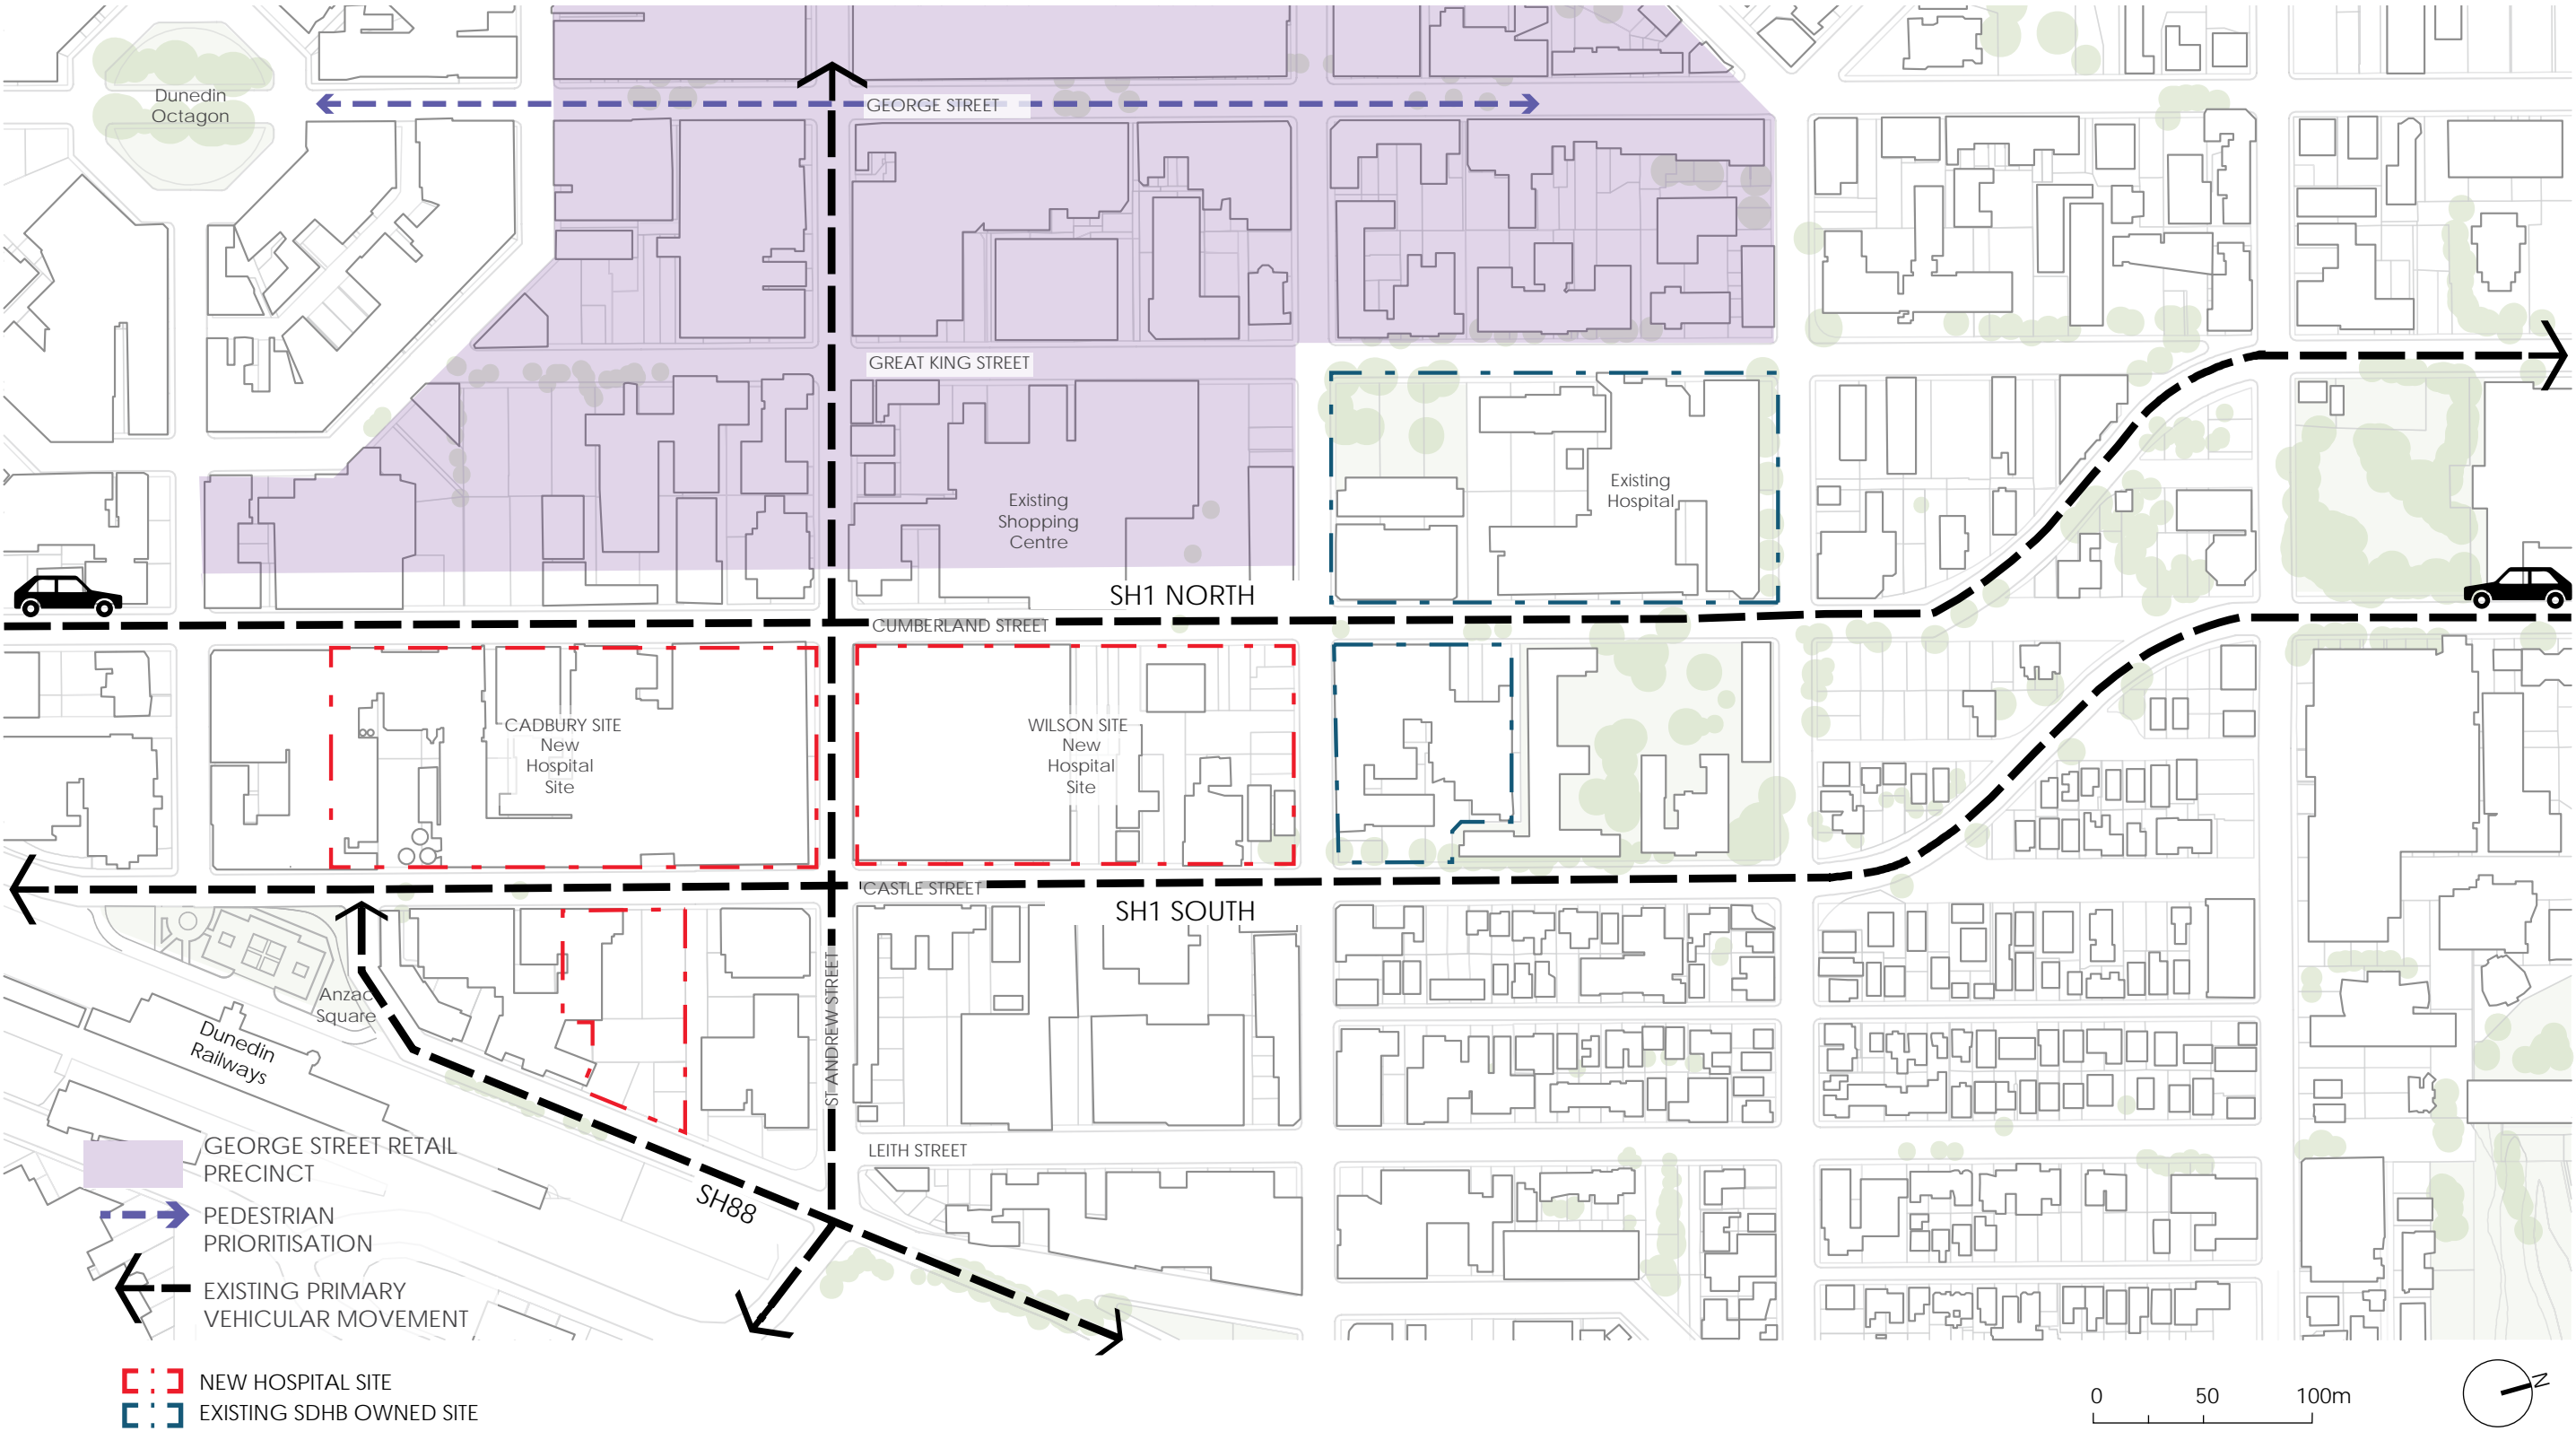 Dunedin
Octagon
GEORGE STREET
GREAT KING STREET
Existing
Shopping
Centre
Existing
Hospital
SH1 NORTH
CUMBERLAND STREET
CADBURY SITE
New
Hospital
Site
WILSON SITE
New
Hospital
Site
CASTLE STREET
SH1 SOUTH
ST ANDREW STREET
Anzac
Square
Dunedin
Railways
LEITH STREET
SH88
GEORGE STREET RETAIL
PRECINCT
PEDESTRIAN
PRIORITISATION
EXISTING PRIMARY
VEHICULAR MOVEMENT
NEW HOSPITAL SITE
EXISTING SDHB OWNED SITE
0 50 100m
N